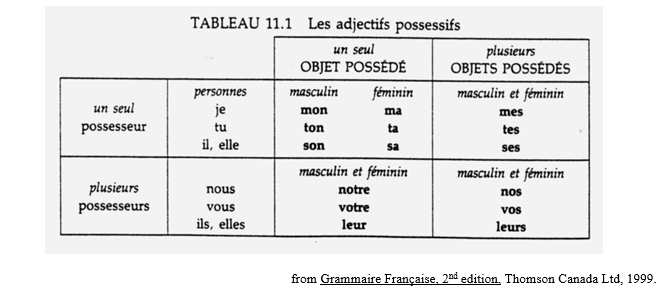 TABLEAU 11.1 Les adjectifs possessifs
un seul plusieurs
OBJET POSSÉDÉ OBJETS POSSÉDÉS
personnes masculin féminin masculin et féminin
un seul je mon ma mes
possesseur tu ton ta tes
il, elle son sa ses
masculin et féminin masculin et féminin
plusieurs nous notre nos
possesseurs vous votre vos
ils, elles leur leurs
from Grammaire Française, 2nd edition, Thomson Canada Ltd, 1999.